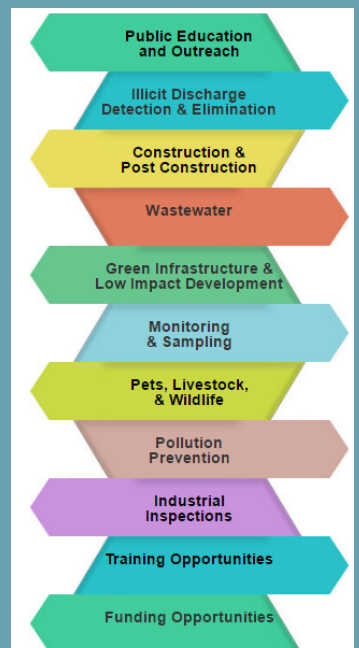 Public Education
and Outreach
Illicit Discharge
Detection & Elimination
Construction &
Post Construction
Wastewater
Green Infrastructure &
Low Impact Development
Monitoring
& Sampling
Pets, Livestock,
& Wildlife
Pollution
Prevention
Industrial
Inspections
Training Opportunities
Funding Opportunities